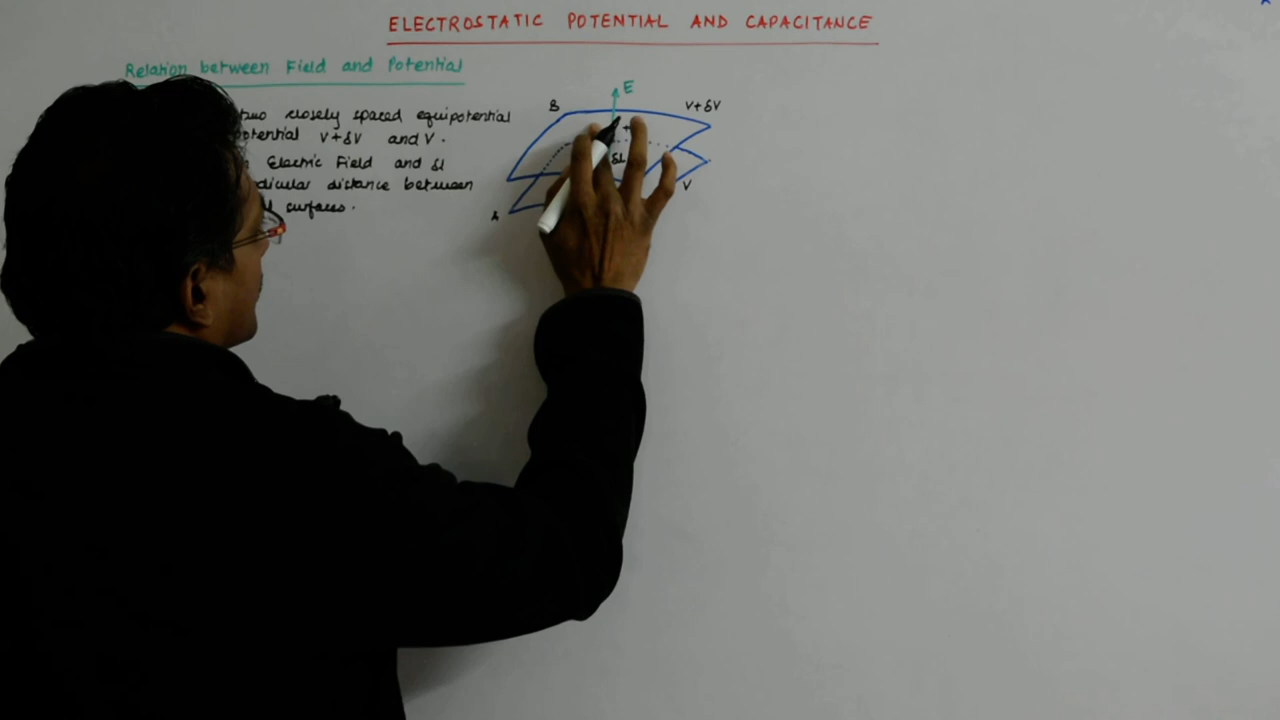 ELECTROSTATIC POTENTIAL AND CAPACITANCE
Relation between Field and Potential
two closely spaced equipotential
potential V+δV and V.
Electric Field and δl
distance between
surfaces.
E
B
V+δV
+
δl
V
A